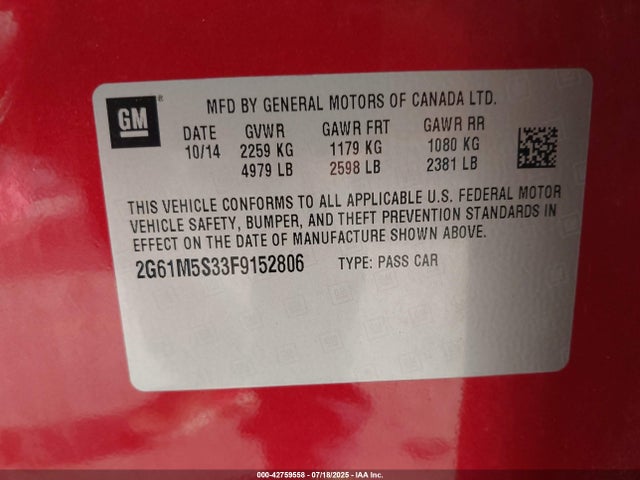 GM®
MFD BY GENERAL MOTORS OF CANADA LTD.
DATE GVWR GAWR FRT GAWR RR
10/14 2259 KG 1179 KG 1080 KG
4979 LB 2598 LB 2381 LB
THIS VEHICLE CONFORMS TO ALL APPLICABLE U.S. FEDERAL MOTOR
VEHICLE SAFETY, BUMPER, AND THEFT PREVENTION STANDARDS IN
EFFECT ON THE DATE OF MANUFACTURE SHOWN ABOVE.
2G61M5S33F9152806 TYPE: PASS CAR
000-42759558 - 07/18/2025 - IAA Inc.